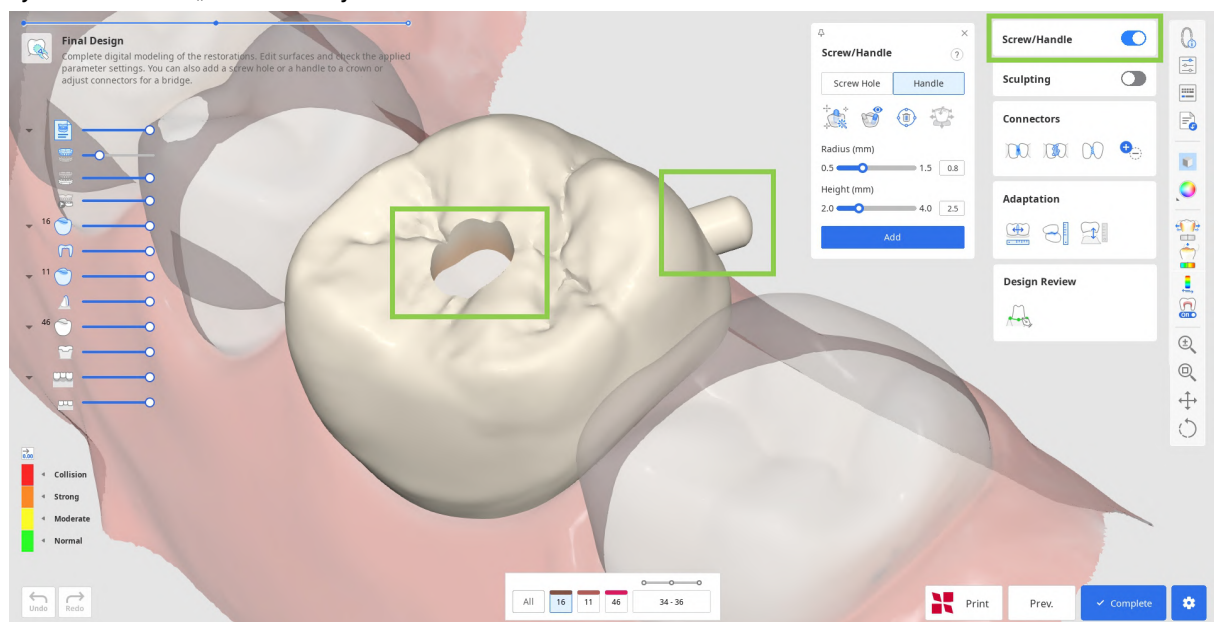 Final Design
Complete digital modeling of the restorations. Edit surfaces and check the applied
parameter settings. You can also add a screw hole or a handle to a crown or
adjust connectors for a bridge.
16
11
46
0.00
Collision
Strong
Moderate
Normal
Undo
Redo
Screw/Handle
?
Screw Hole
Handle
Radius (mm)
0.5
1.5
0.8
Height (mm)
2.0
4.0
2.5
Add
Screw/Handle
Sculpting
Connectors
Adaptation
Design Review
ON
All
16
11
46
34 - 36
Print
Prev.
Complete